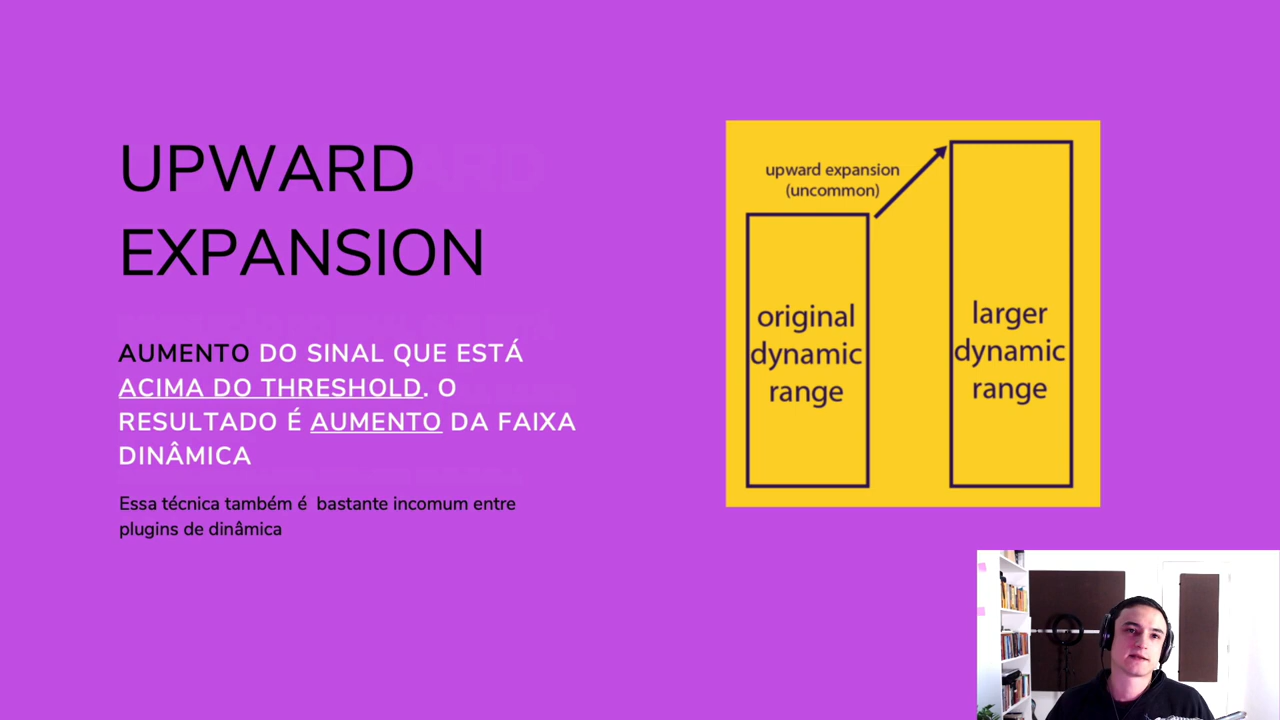 UPWARD
EXPANSION
AUMENTO DO SINAL QUE ESTÁ
ACIMA DO THRESHOLD. O
RESULTADO É AUMENTO DA FAIXA
DINÂMICA
Essa técnica também é  bastante incomum entre
plugins de dinâmica
upward expansion
(uncommon)
original
dynamic
range
larger
dynamic
range